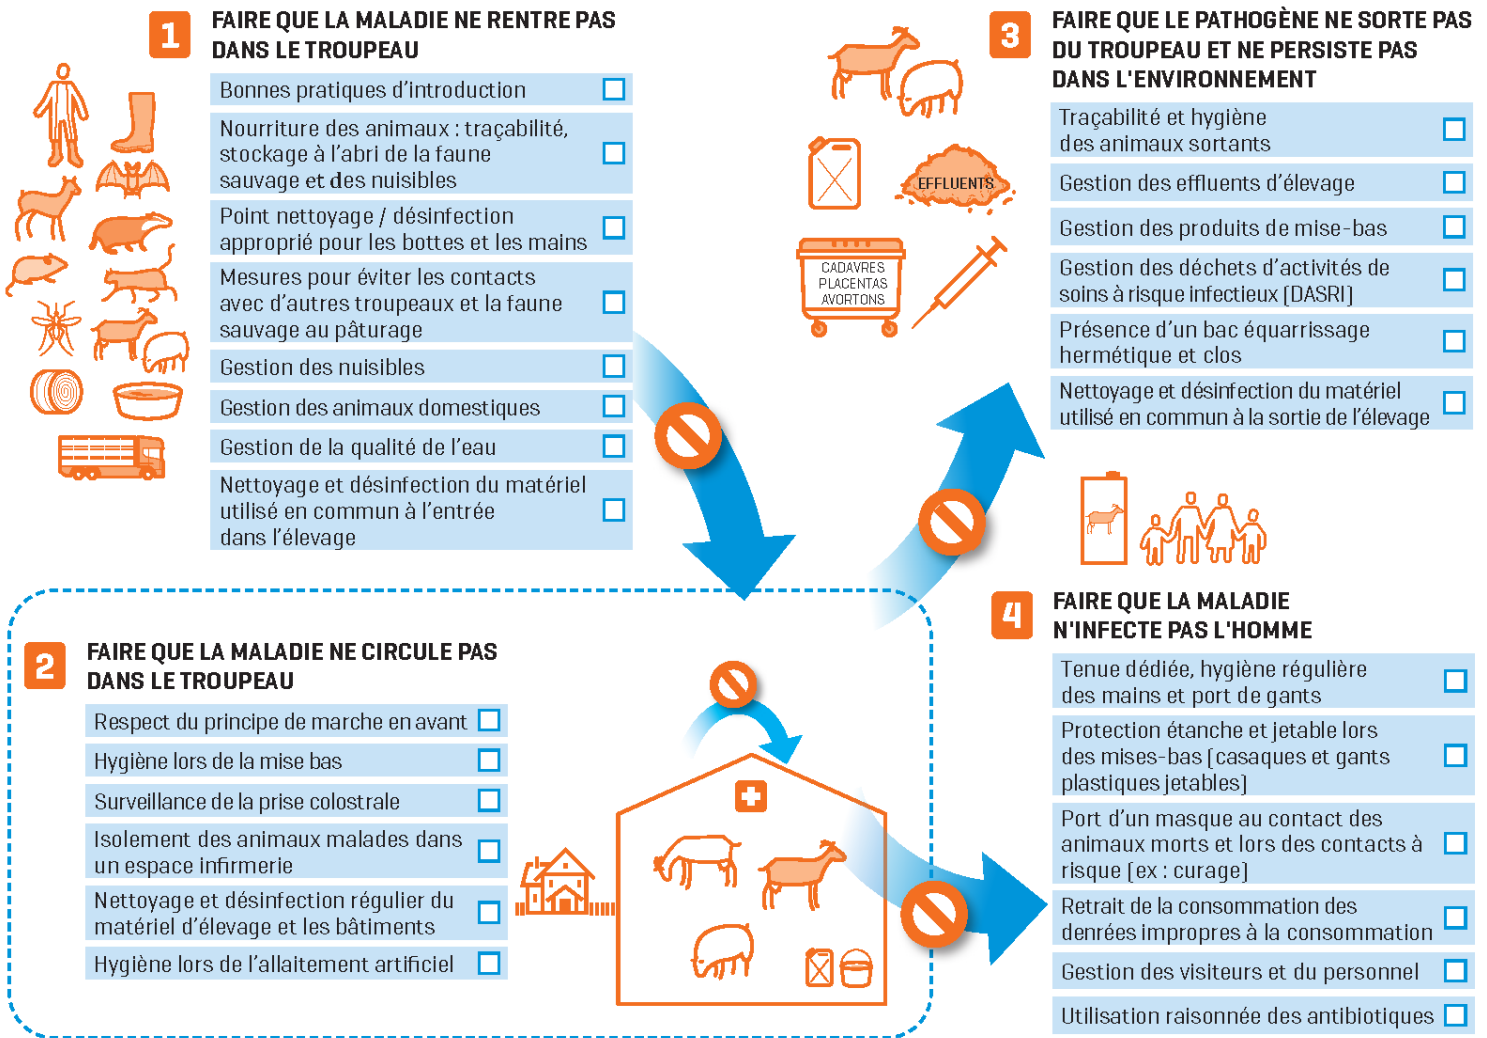 1
FAIRE QUE LA MALADIE NE RENTRE PAS
DANS LE TROUPEAU
Bonnes pratiques d'introduction
Nourriture des animaux : traçabilité,
stockage à l'abri de la faune
sauvage et des nuisibles
Point nettoyage / désinfection
approprié pour les bottes et les mains
Mesures pour éviter les contacts
avec d'autres troupeaux et la faune
sauvage au pâturage
Gestion des nuisibles
Gestion des animaux domestiques
Gestion de la qualité de l'eau
Nettoyage et désinfection du matériel
utilisé en commun à l'entrée
dans l'élevage
2
FAIRE QUE LA MALADIE NE CIRCULE PAS
DANS LE TROUPEAU
Respect du principe de marche en avant
Hygiène lors de la mise bas
Surveillance de la prise colostrale
Isolement des animaux malades dans
un espace infirmerie
Nettoyage et désinfection régulier du
matériel d'élevage et les bâtiments
Hygiène lors de l'allaitement artificiel
3
FAIRE QUE LE PATHOGÈNE NE SORTE PAS
DU TROUPEAU ET NE PERSISTE PAS
DANS L'ENVIRONNEMENT
EFFLUENTS
CADAVRES
PLACENTAS
AVORTONS
Traçabilité et hygiène
des animaux sortants
Gestion des effluents d'élevage
Gestion des produits de mise-bas
Gestion des déchets d'activités de
soins à risque infectieux (DASRI)
Présence d'un bac équarrissage
hermétique et clos
Nettoyage et désinfection du matériel
utilisé en commun à la sortie de l'élevage
4
FAIRE QUE LA MALADIE
N'INFECTE PAS L'HOMME
Tenue dédiée, hygiène régulière
des mains et port de gants
Protection étanche et jetable lors
des mises-bas (casaques et gants
plastiques jetables)
Port d'un masque au contact des
animaux morts et lors des contacts à
risque (ex : curage)
Retrait de la consommation des
denrées impropres à la consommation
Gestion des visiteurs et du personnel
Utilisation raisonnée des antibiotiques